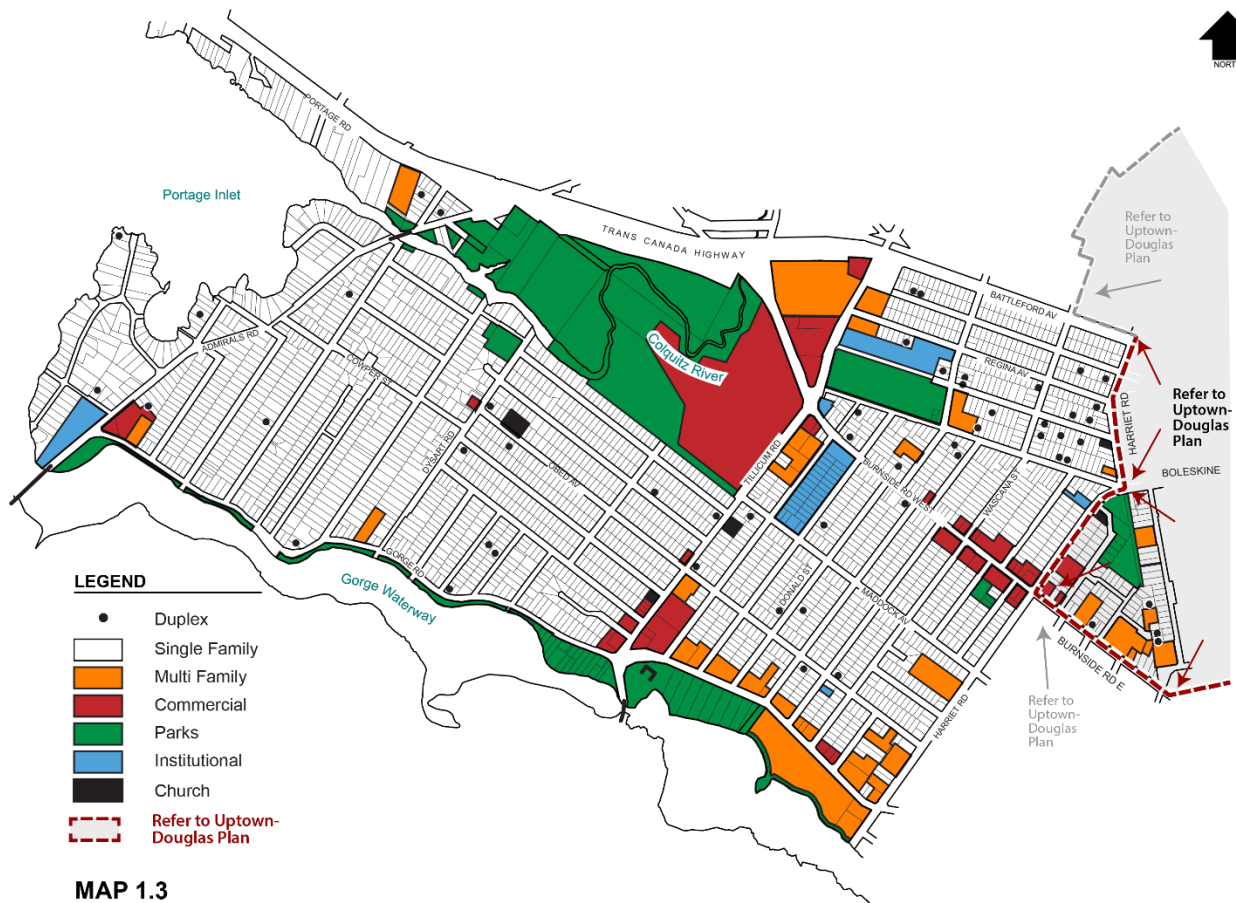 NORTH
PORTAGE RD
Portage Inlet
TRANS CANADA HIGHWAY
Refer to
Uptown-
Douglas
Plan
BATTLEFORD AV
ADMIRALS RD
COWPER ST
Colquitz River
REGINA AV
HARRIET RD
Refer to
Uptown-
Douglas
Plan
BOLESKINE
DYSART RD
TILLICUM RD
OBED AV
BURNSIDE RD WEST
WASCANA ST
GORGE RD
Gorge Waterway
DONALD ST
MADDOCK AV
BURNSIDE RD E
HARRIET RD
Refer to
Uptown-
Douglas
Plan
LEGEND
Duplex
Single Family
Multi Family
Commercial
Parks
Institutional
Church
Refer to Uptown-
Douglas Plan
MAP 1.3